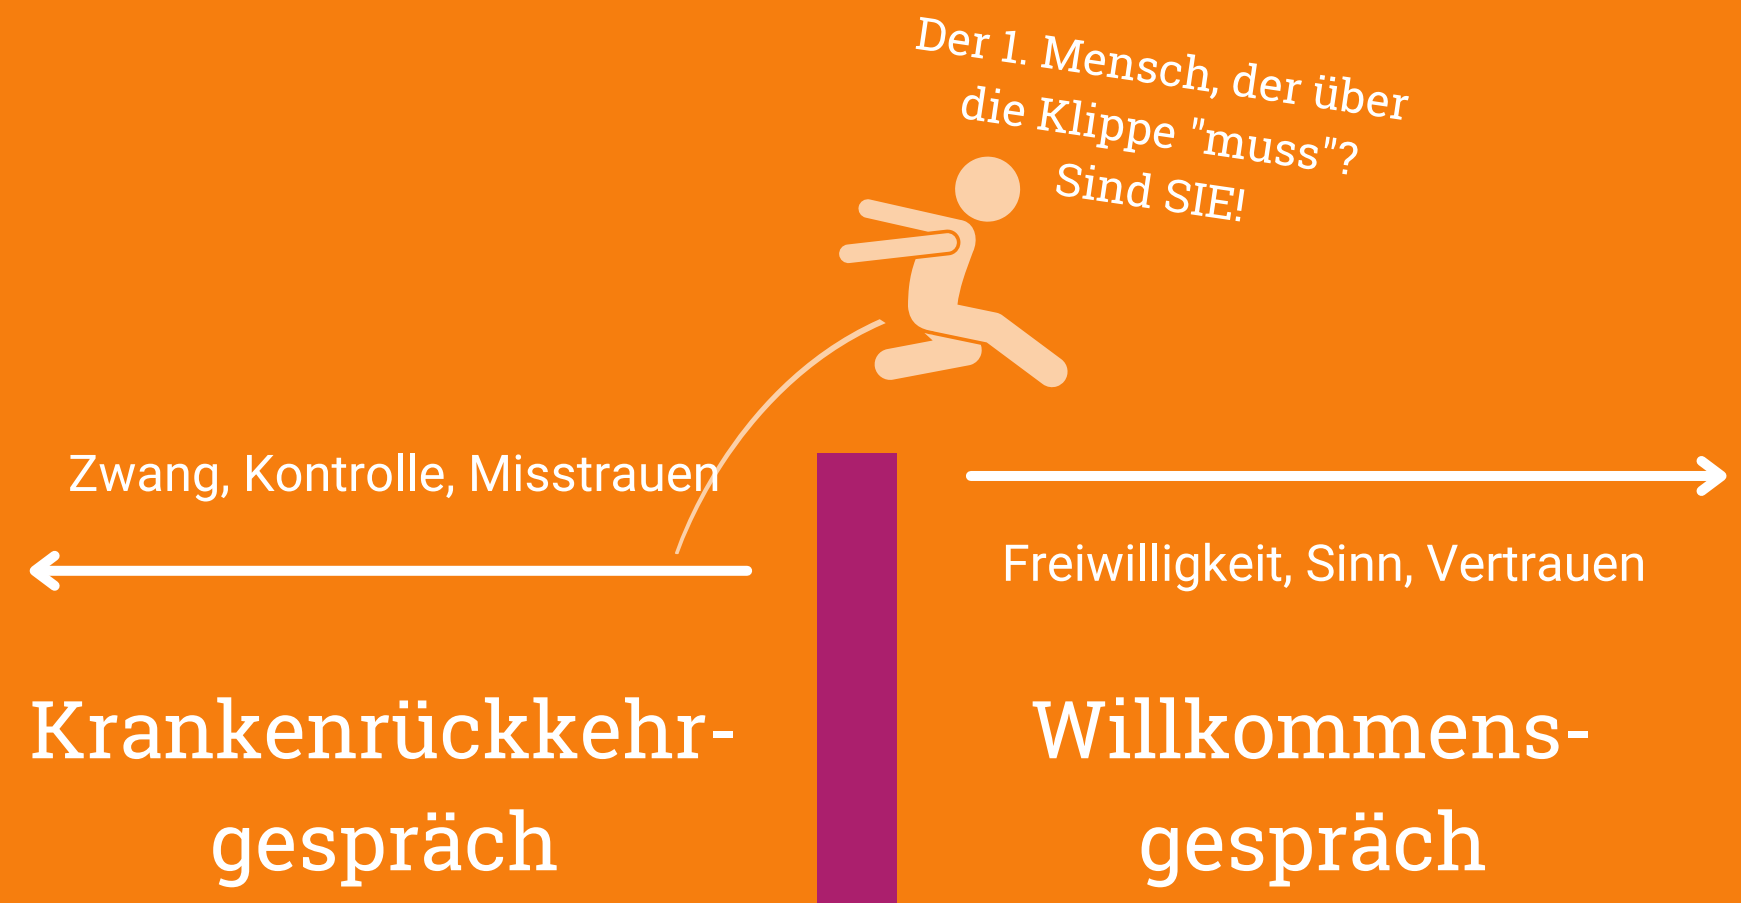 Der 1. Mensch, der über
die Klippe "muss"?
Sind SIE!
Zwang, Kontrolle, Misstrauen
Freiwilligkeit, Sinn, Vertrauen
Krankenrückkehr-
gespräch
Willkommens-
gespräch